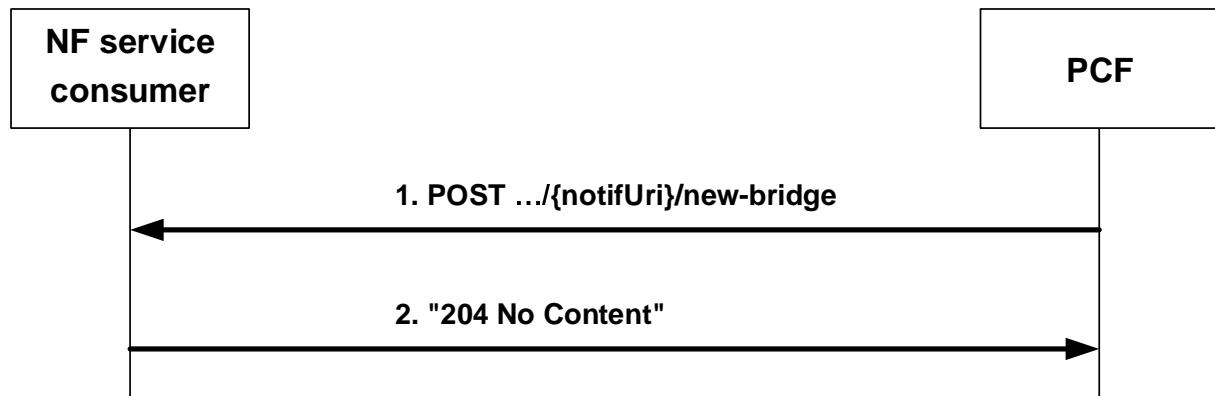 NF service
consumer
PCF
1. POST …/{notifUri}/new-bridge
2. "204 No Content"